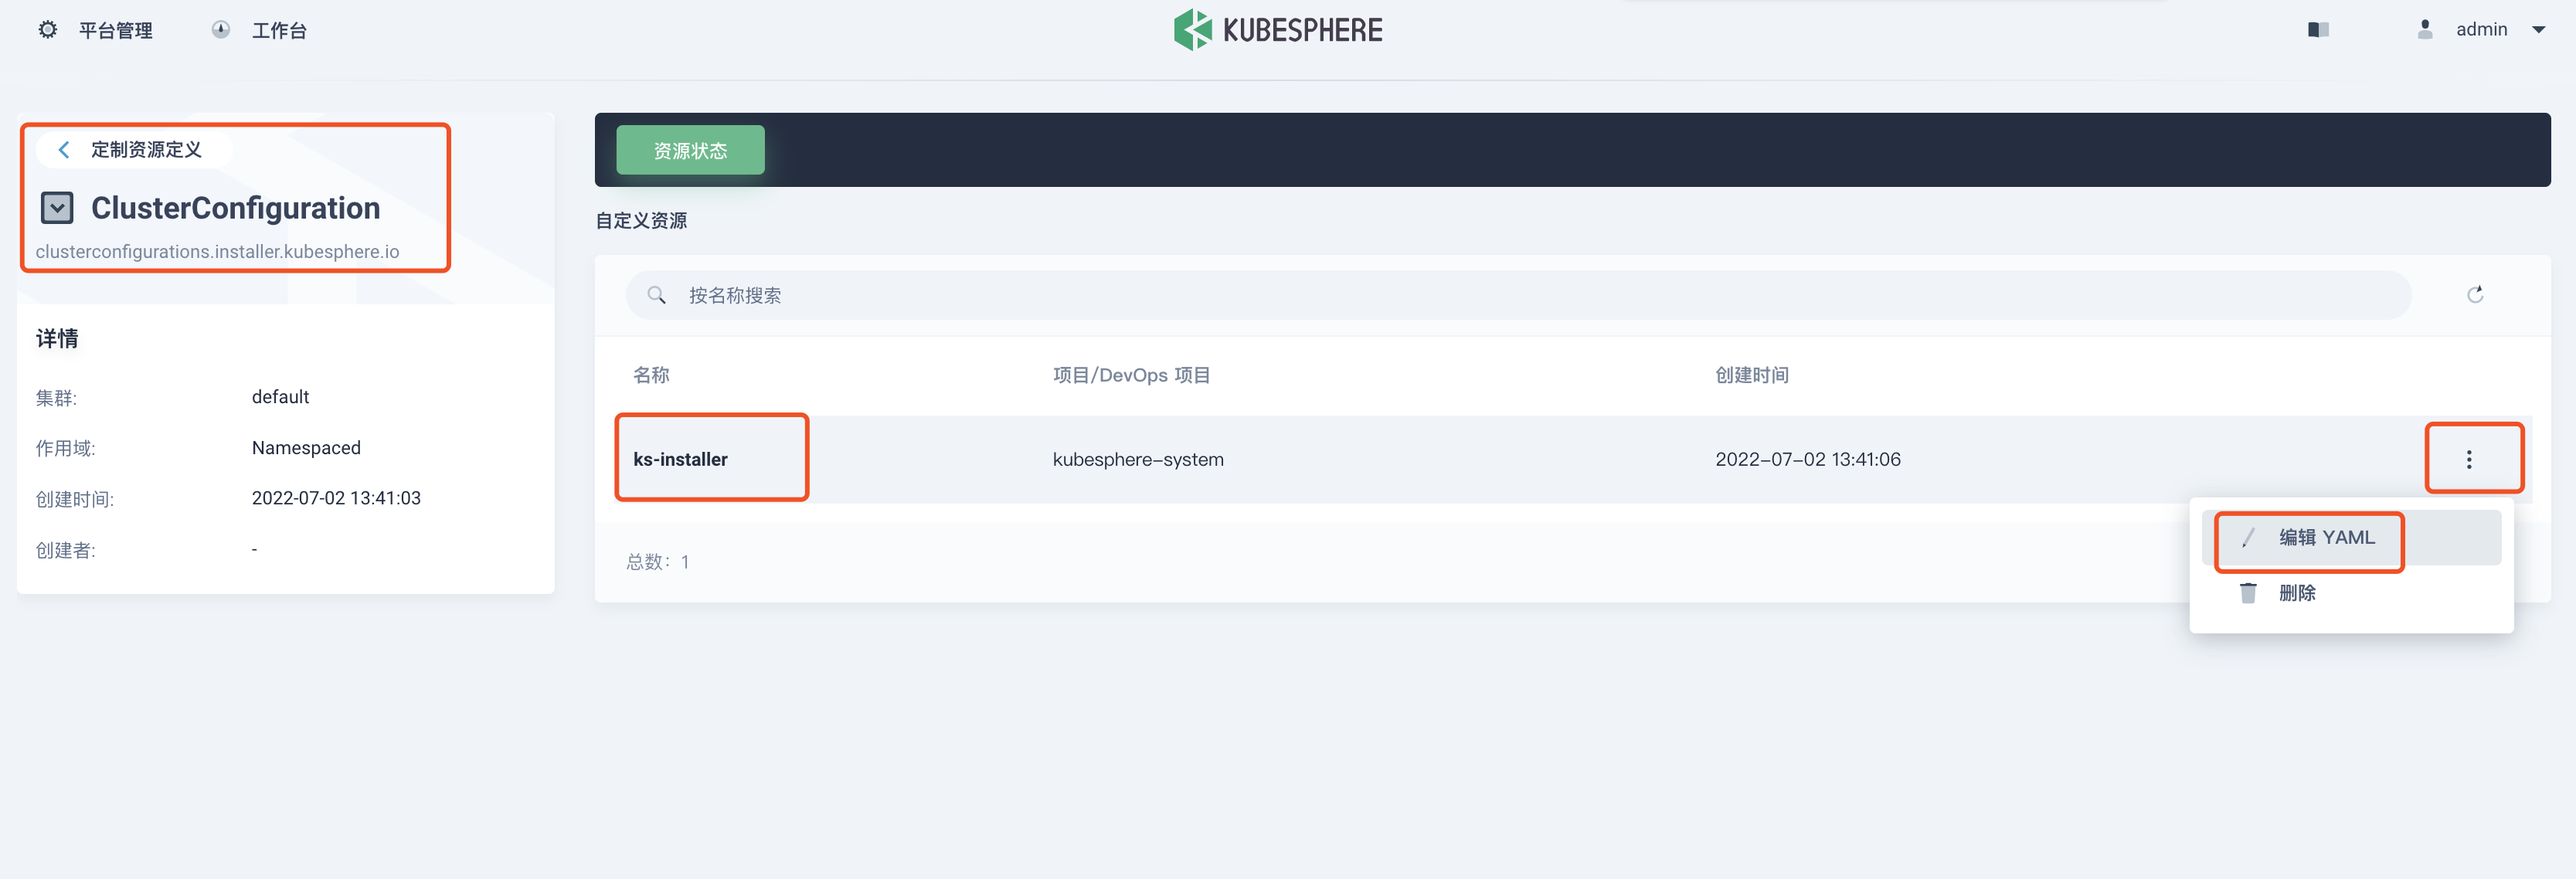 平台管理
工作台
KUBESPHERE
admin
定制资源定义
ClusterConfiguration
clusterconfigurations.installer.kubesphere.io
详情
集群: default
作用域: Namespaced
创建时间: 2022-07-02 13:41:03
创建者: -
资源状态
自定义资源
按名称搜索
名称 项目/DevOps 项目 创建时间
ks-installer kubesphere-system 2022-07-02 13:41:06
编辑 YAML
删除
总数: 1